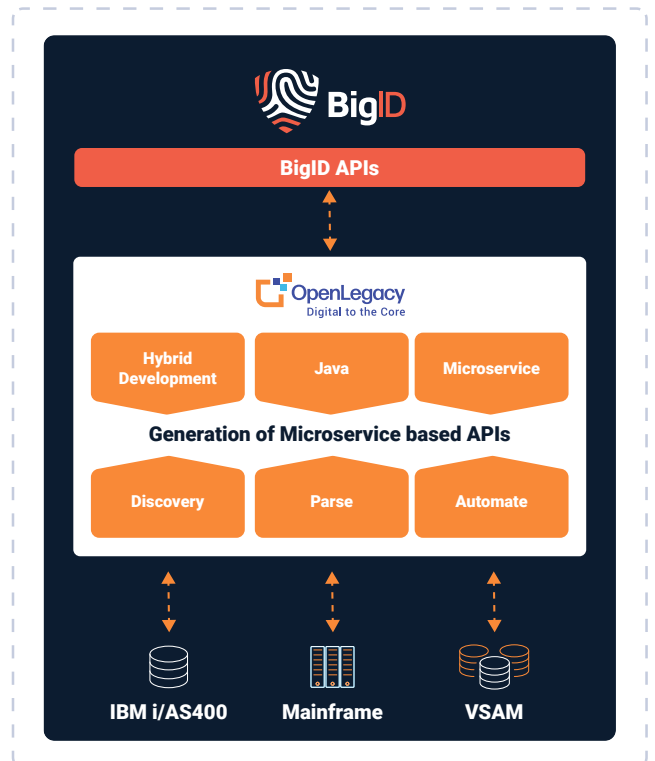 BigID
BigID APIs
OpenLegacy
Digital to the Core
Hybrid
Development
Java
Microservice
Generation of Microservice based APIs
Discovery
Parse
Automate
IBM i/AS400
Mainframe
VSAM